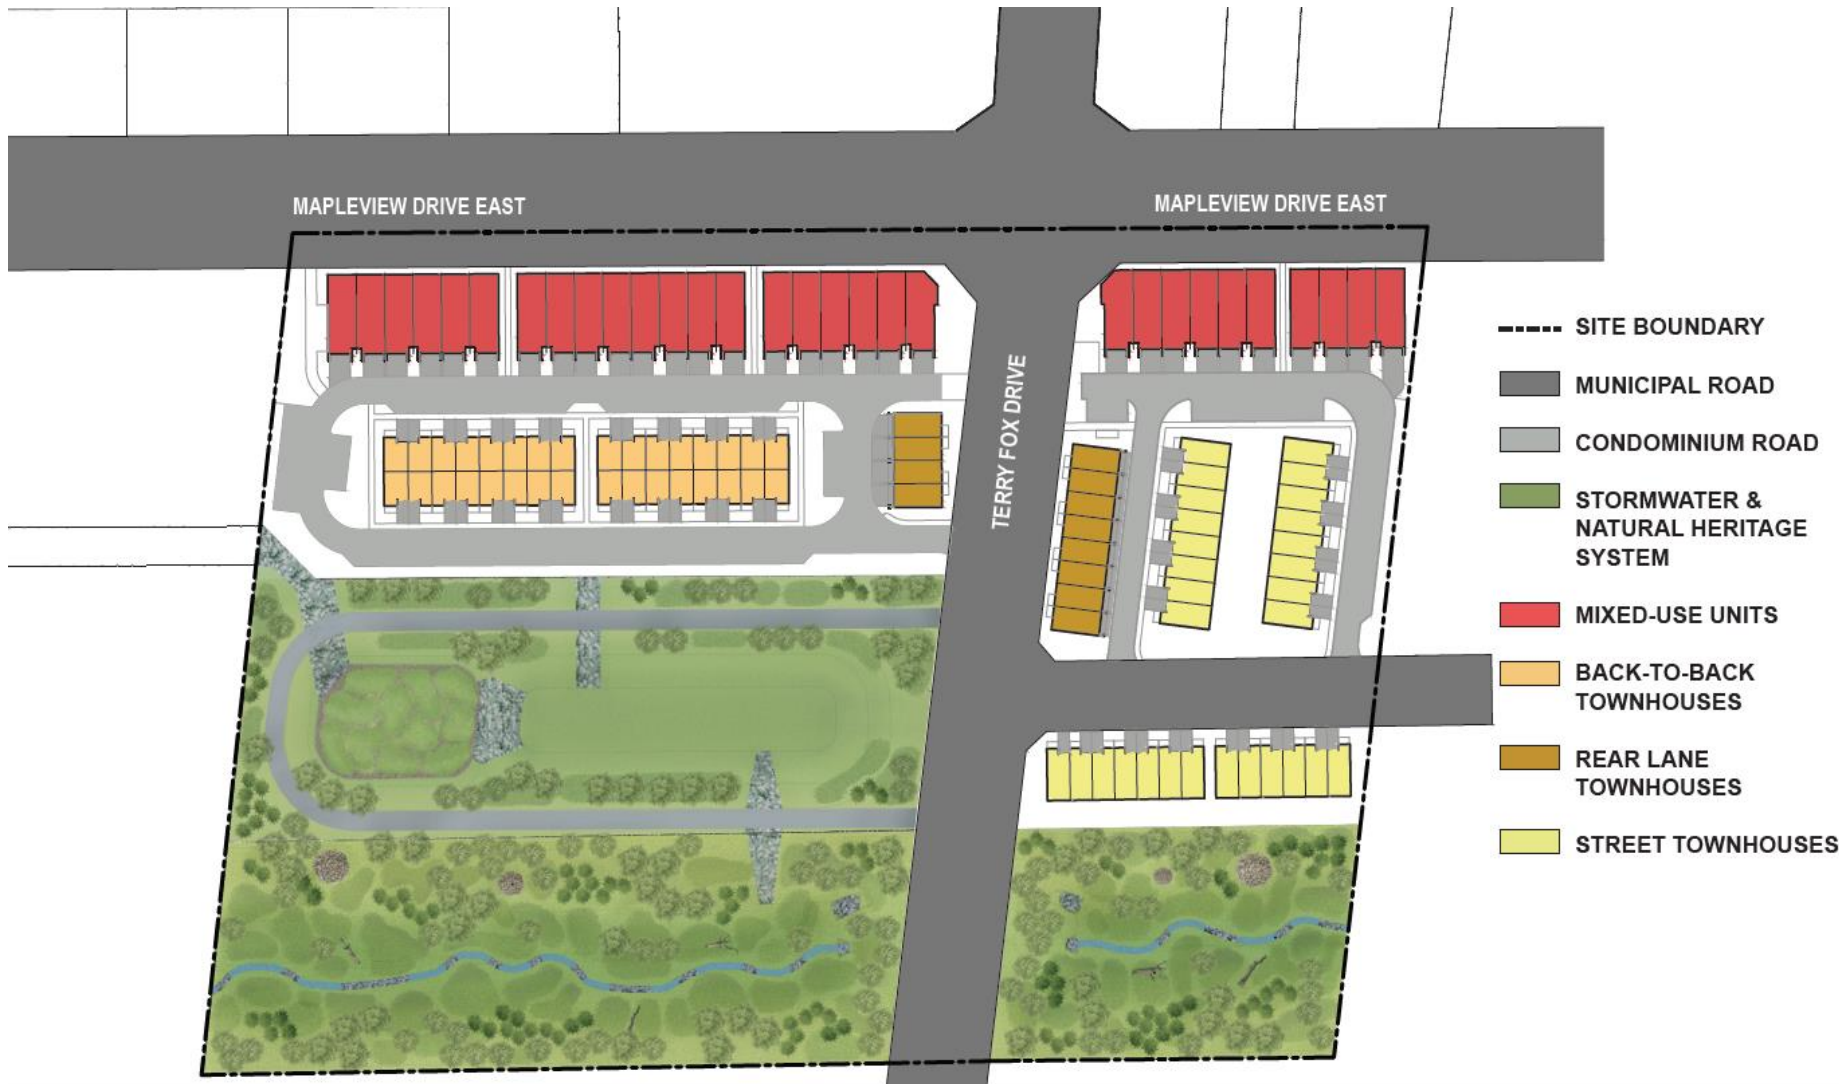 MAPLEVIEW DRIVE EAST
MAPLEVIEW DRIVE EAST
TERRY FOX DRIVE
SITE BOUNDARY
MUNICIPAL ROAD
CONDOMINIUM ROAD
STORMWATER &
NATURAL HERITAGE
SYSTEM
MIXED-USE UNITS
BACK-TO-BACK
TOWNHOUSES
REAR LANE
TOWNHOUSES
STREET TOWNHOUSES